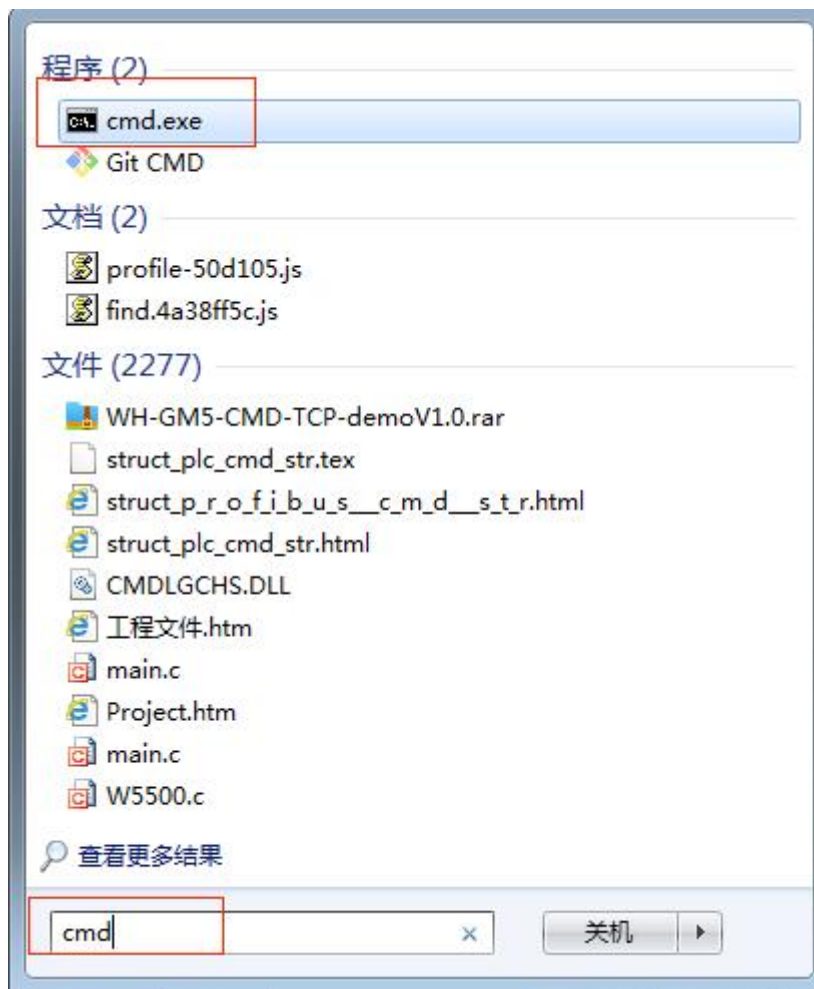 程序 (2)
cmd.exe
Git CMD
文档 (2)
profile-50d105.js
find.4a38ff5c.js
文件 (2277)
WH-GM5-CMD-TCP-demoV1.0.rar
struct_plc_cmd_str.tex
struct_p_r_o_f_i_b_u_s__c_m_d__s_t_r.html
struct_plc_cmd_str.html
CMDLGCHS.DLL
工程文件.htm
main.c
Project.htm
main.c
W5500.c
查看更多结果
cmd
关机